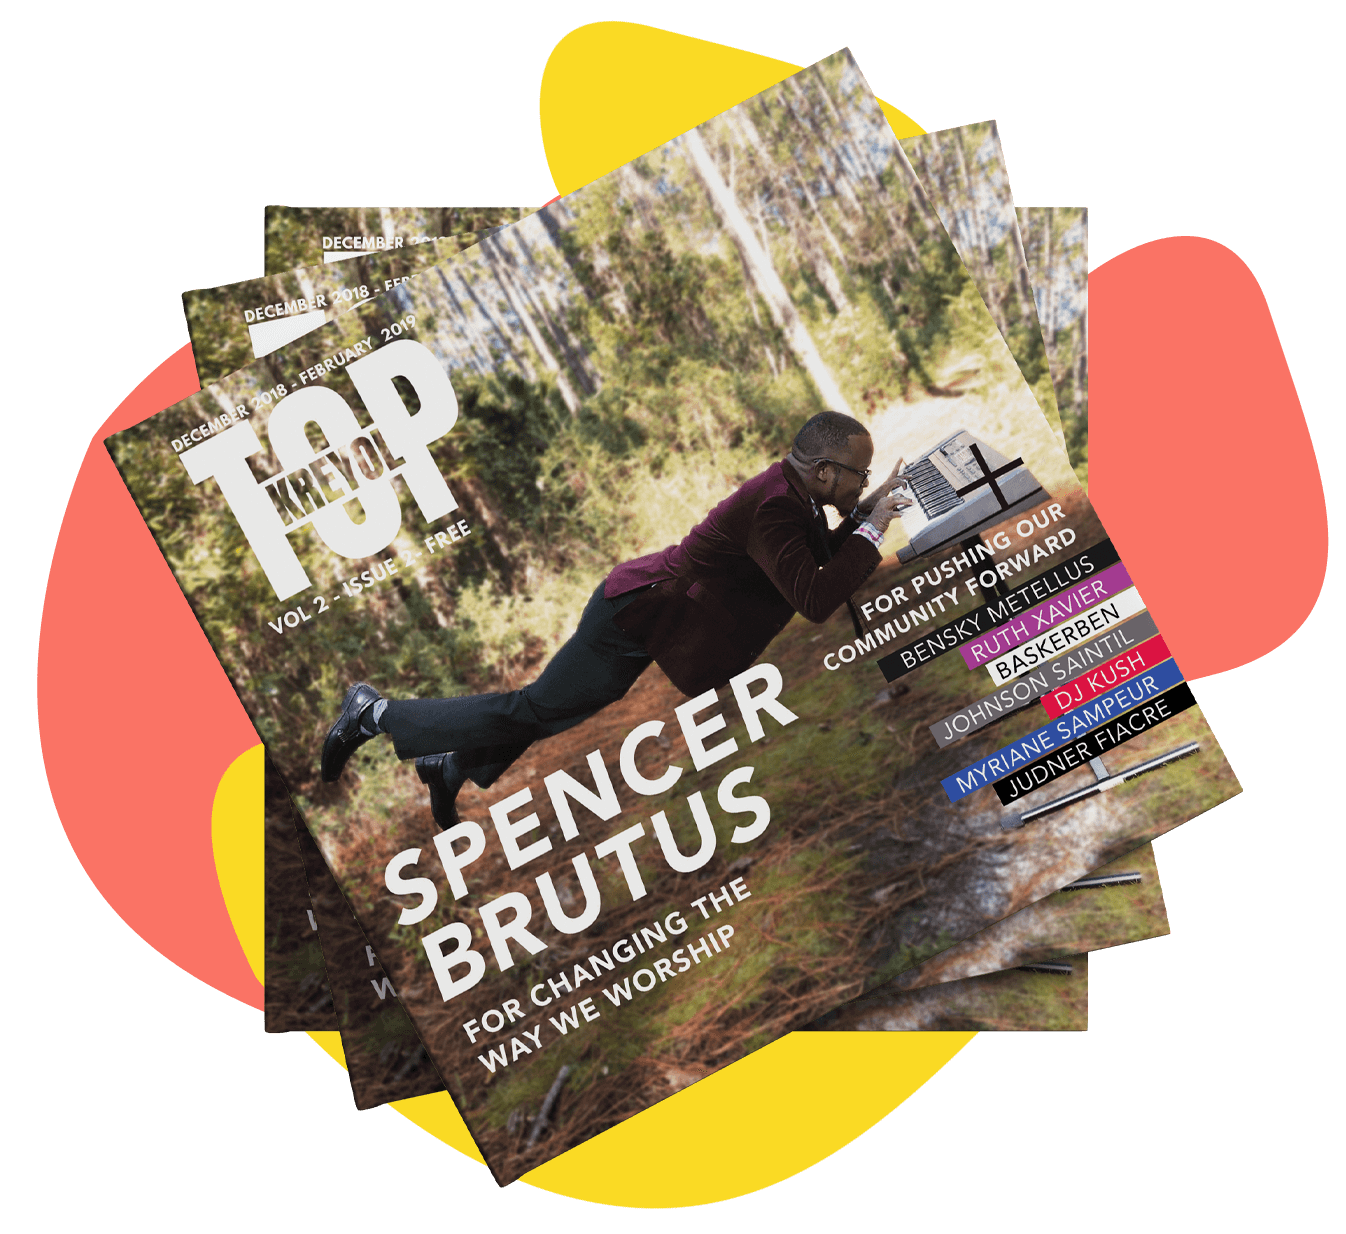 DECEMBER 2018
DECEMBER 2018 - FEB
DECEMBER 2018 - FEBRUARY 2019
TOP
KREYOL
VOL 2 - ISSUE 2- FREE
FOR PUSHING OUR
COMMUNITY FORWARD
BENSKY METELLUS
RUTH XAVIER
BASKERBEN
JOHNSON SAINTIL
DJ KUSH
MYRIANE SAMPEUR
JUDNER FIACRE
SPENCER
BRUTUS
FOR CHANGING THE
WAY WE WORSHIP